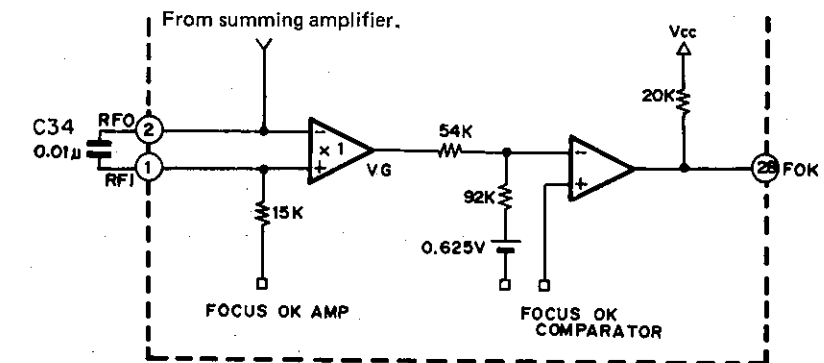 From summing amplifier.
Vcc
20K
C34
0.01μ
RFO
2
1
RFI
-
× 1
+
VG
54K
-
+
28
FOK
15K
92K
0.625V
FOCUS OK AMP
FOCUS OK
COMPARATOR